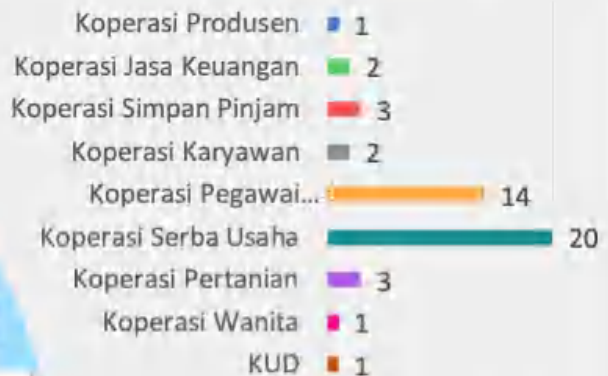 Koperasi Produsen 1
Koperasi Jasa Keuangan 2
Koperasi Simpan Pinjam 3
Koperasi Karyawan 2
Koperasi Pegawai... 14
Koperasi Serba Usaha 20
Koperasi Pertanian 3
Koperasi Wanita 1
KUD 1